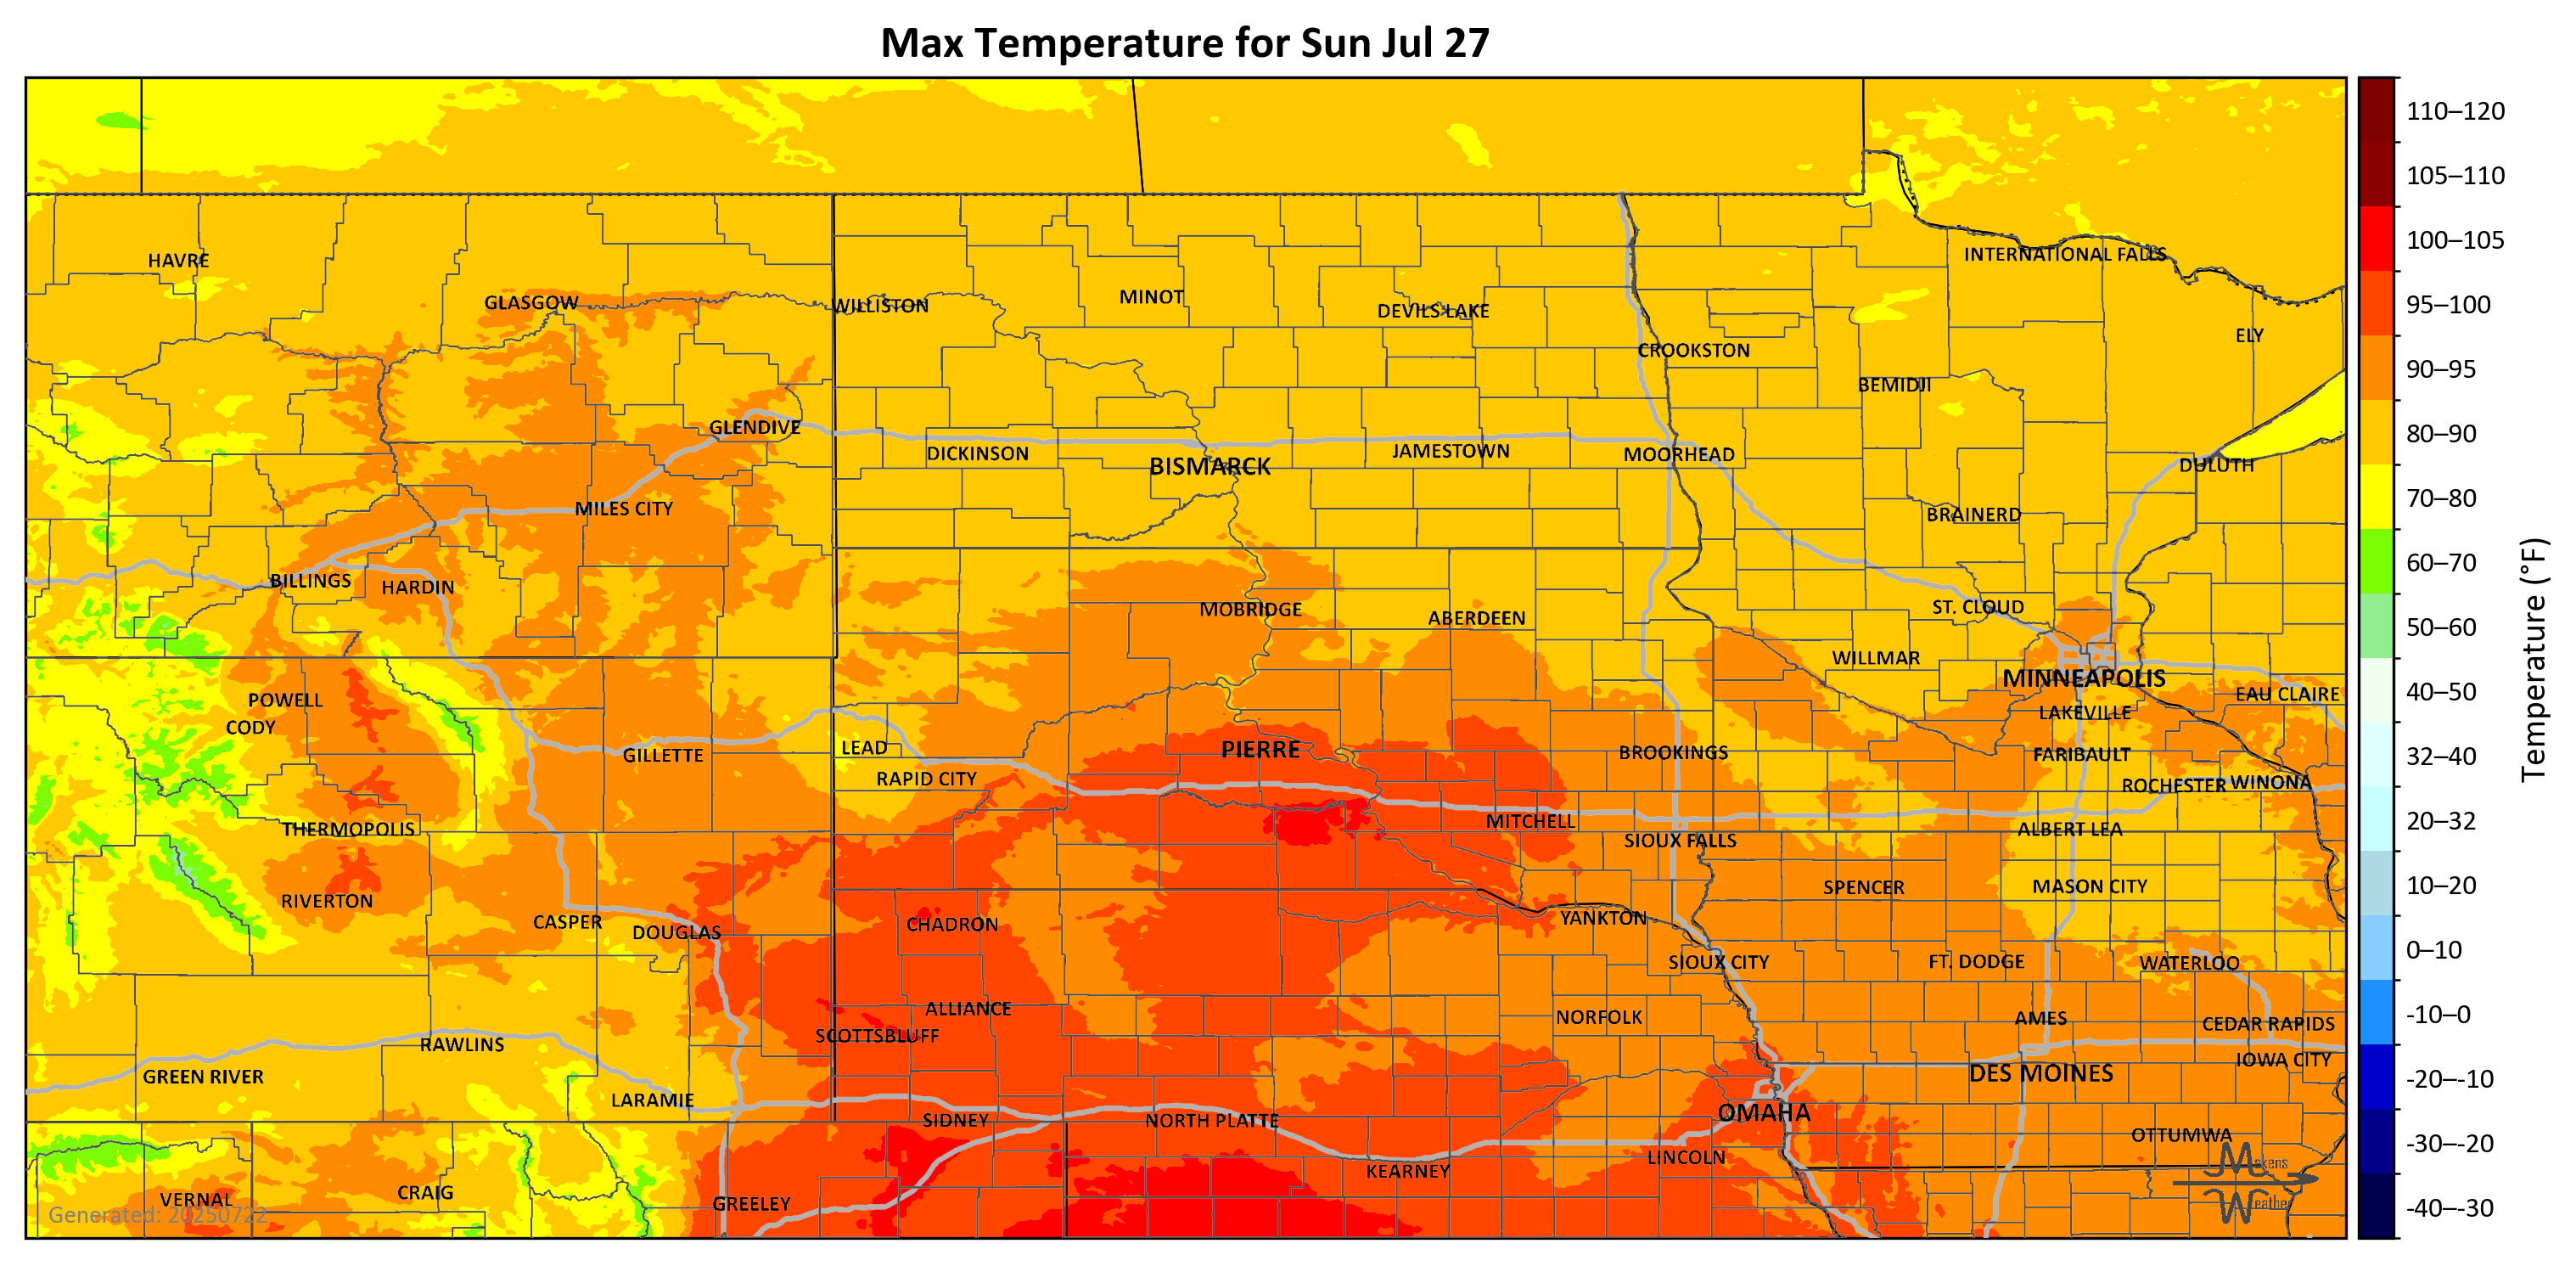 Max Temperature for Sun Jul 27
110–120
105–110
100–105
95–100
90–95
80–90
70–80
60–70
50–60
40–50
32–40
20–32
10–20
0–10
-10–0
-20–-10
-30–-20
-40–-30
Temperature (°F)
HAVRE
INTERNATIONAL FALLS
GLASGOW
WILLISTON
MINOT
DEVILS LAKE
ELY
CROOKSTON
BEMIDJI
GLENDIVE
DICKINSON
BISMARCK
JAMESTOWN
MOORHEAD
DULUTH
MILES CITY
BRAINERD
BILLINGS
HARDIN
MOBRIDGE
ABERDEEN
ST. CLOUD
WILLMAR
MINNEAPOLIS
POWELL
EAU CLAIRE
CODY
LAKEVILLE
GILLETTE
LEAD
PIERRE
BROOKINGS
FARIBAULT
RAPID CITY
ROCHESTER
WINONA
THERMOPOLIS
MITCHELL
SIOUX FALLS
ALBERT LEA
RIVERTON
SPENCER
MASON CITY
CASPER
DOUGLAS
CHADRON
YANKTON
SIOUX CITY
FT. DODGE
WATERLOO
ALLIANCE
NORFOLK
AMES
CEDAR RAPIDS
SCOTTSBLUFF
RAWLINS
IOWA CITY
GREEN RIVER
DES MOINES
LARAMIE
SIDNEY
NORTH PLATTE
OMAHA
OTTUMWA
LINCOLN
KEARNEY
VERNAL
CRAIG
GREELEY
Generated: 20250722
Makens
Weather